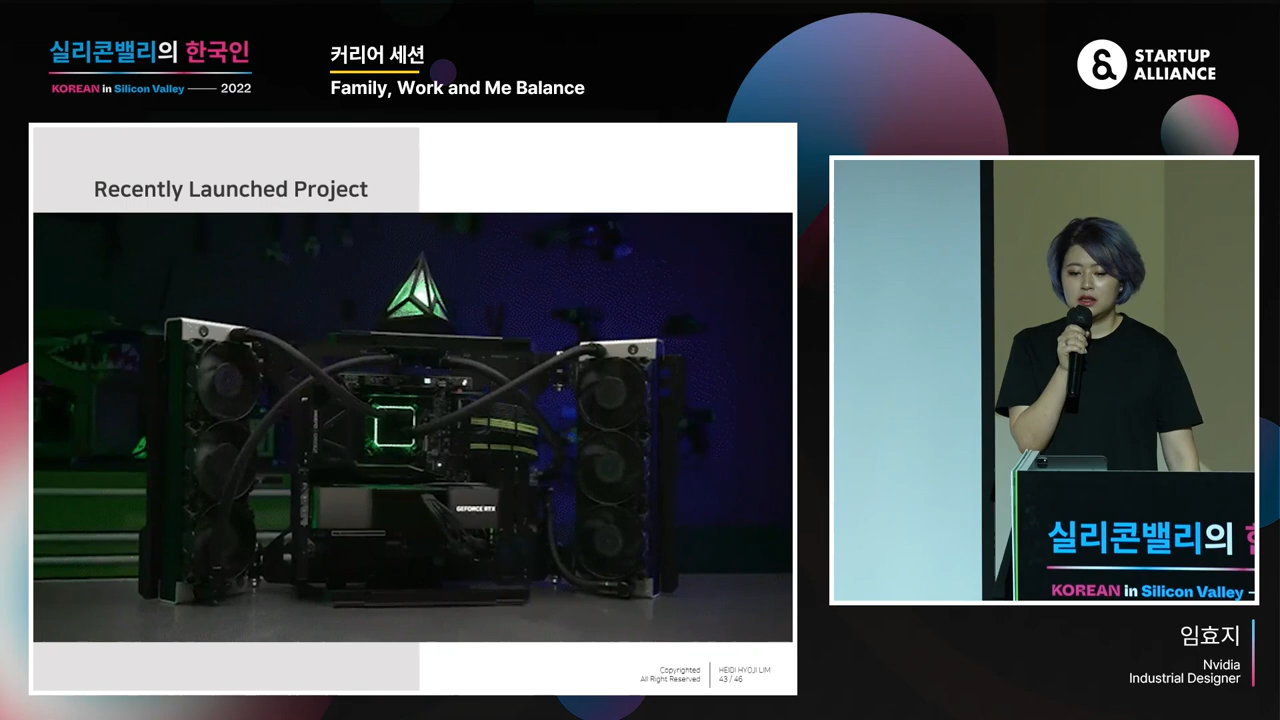 실리콘밸리의 한국인
KOREAN in Silicon Valley 2022
커리어 세션
Family, Work and Me Balance
STARTUP
ALLIANCE
Recently Launched Project
GEFORCE RTX
Copyrighted
All Right Reserved
HEIDI HYOJI LIM
43 / 46
실리콘밸리의
KOREAN in Silicon Valley
임효지
Nvidia
Industrial Designer